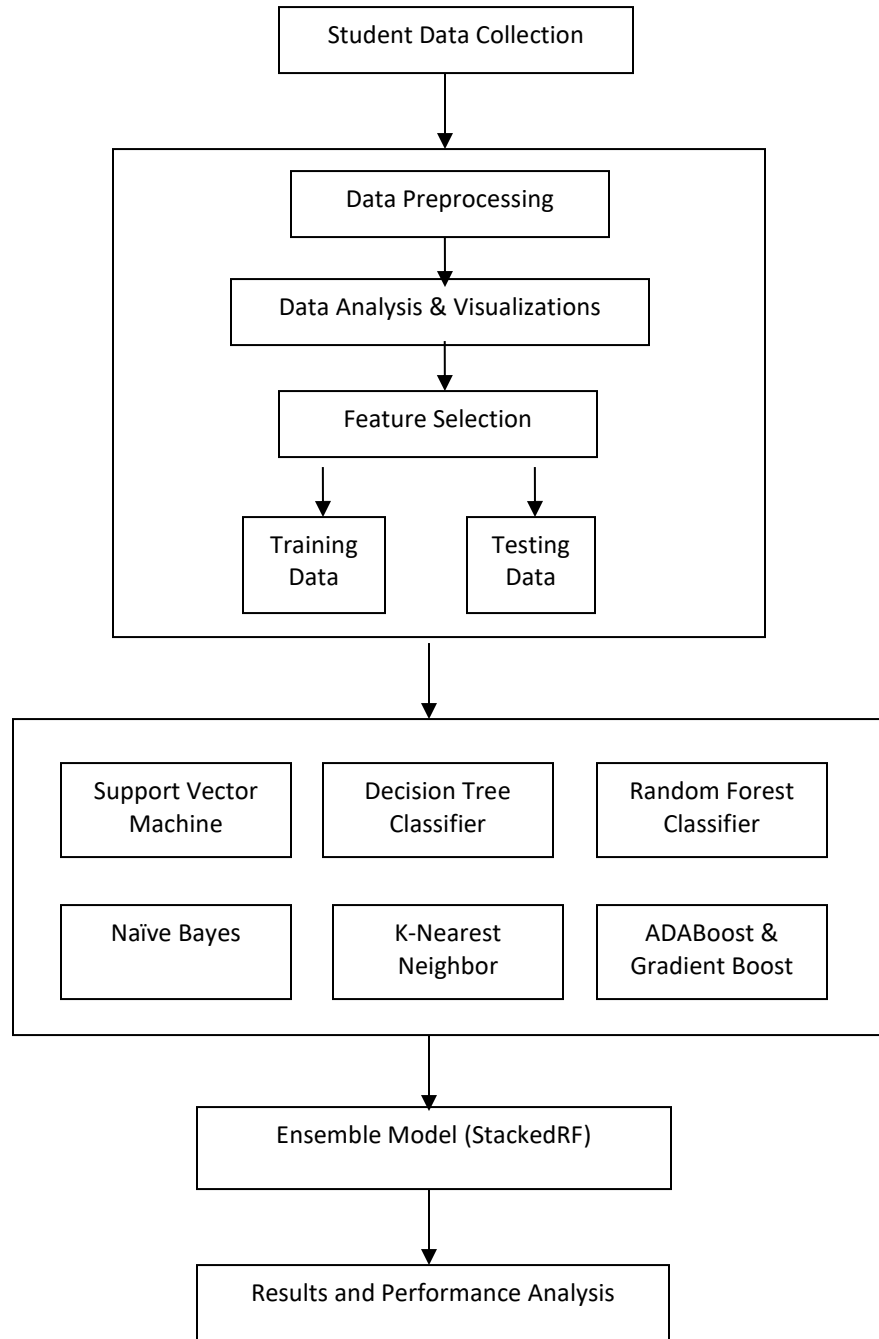 Student Data Collection
Data Preprocessing
Data Analysis & Visualizations
Feature Selection
Training
Data
Testing
Data
Support Vector
Machine
Decision Tree
Classifier
Random Forest
Classifier
Naïve Bayes
K-Nearest
Neighbor
ADABoost &
Gradient Boost
Ensemble Model (StackedRF)
Results and Performance Analysis